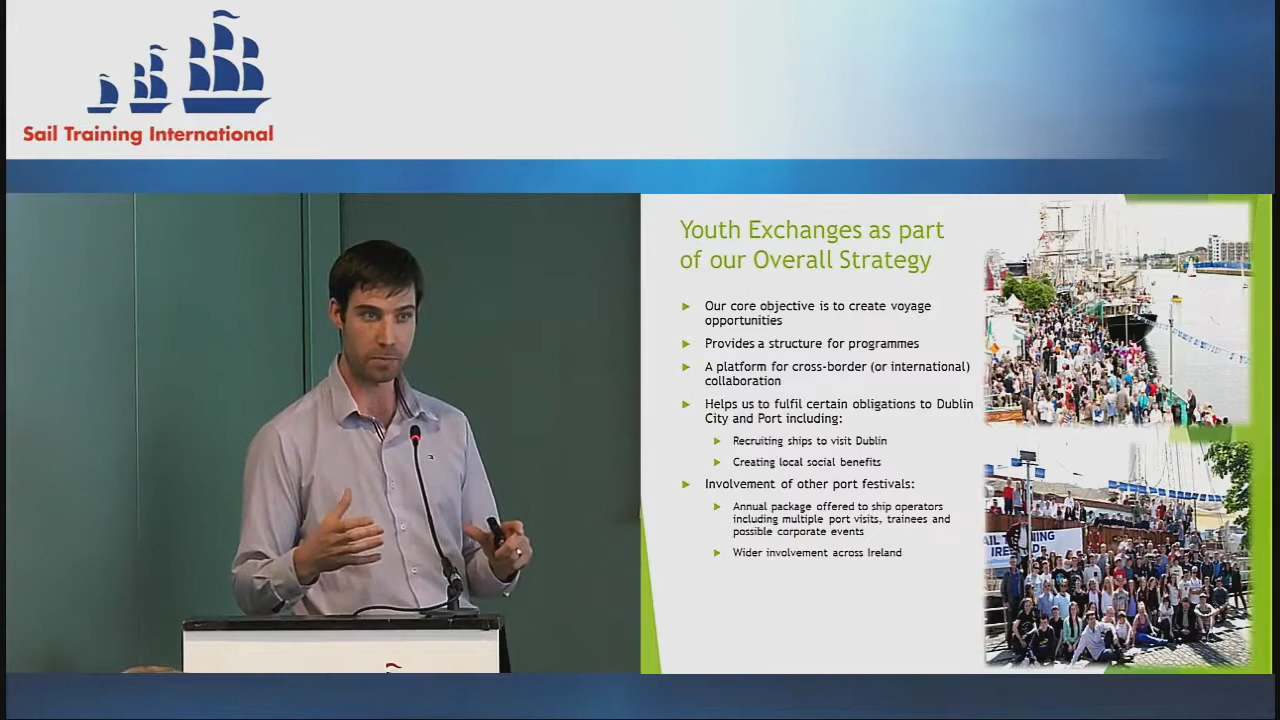 Sail Training International
Youth Exchanges as part
of our Overall Strategy
Our core objective is to create voyage
opportunities
Provides a structure for programmes
A platform for cross-border (or international)
collaboration
Helps us to fulfil certain obligations to Dublin
City and Port including:
Recruiting ships to visit Dublin
Creating local social benefits
Involvement of other port festivals:
Annual package offered to ship operators
including multiple port visits, trainees and
possible corporate events
Wider involvement across Ireland
AIL TRAINING
IRELAND